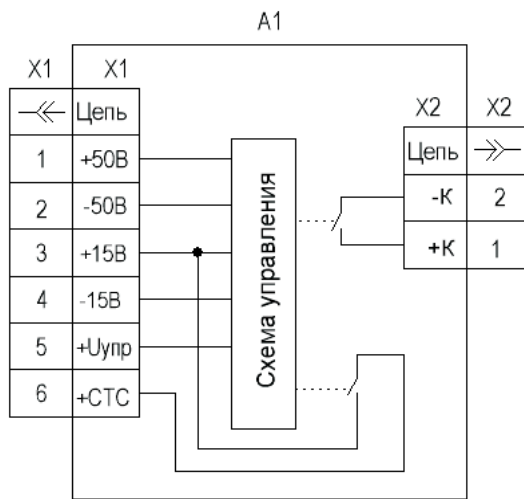 A1
X1 X1
Цепь
1 +50В
2 -50В
3 +15В
4 -15В
5 +Uупр
6 +СТС
Схема управления
X2 X2
Цепь
-К 2
+К 1